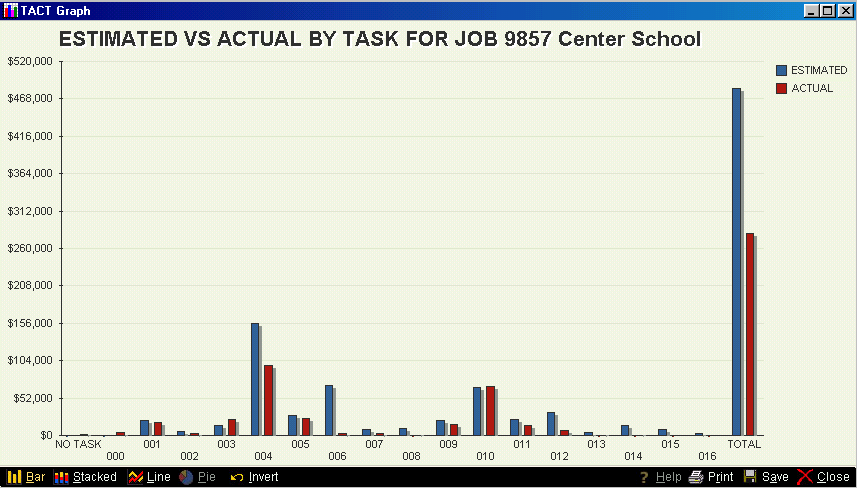 TACT Graph
ESTIMATED VS ACTUAL BY TASK FOR JOB 9857 Center School
ESTIMATED
ACTUAL
$520,000
$468,000
$416,000
$364,000
$312,000
$260,000
$208,000
$156,000
$104,000
$52,000
$0
NO TASK 001 003 005 007 009 011 013 015 TOTAL
000 002 004 006 008 010 012 014 016
Bar Stacked Line Pie Invert ? Help Print Save Close